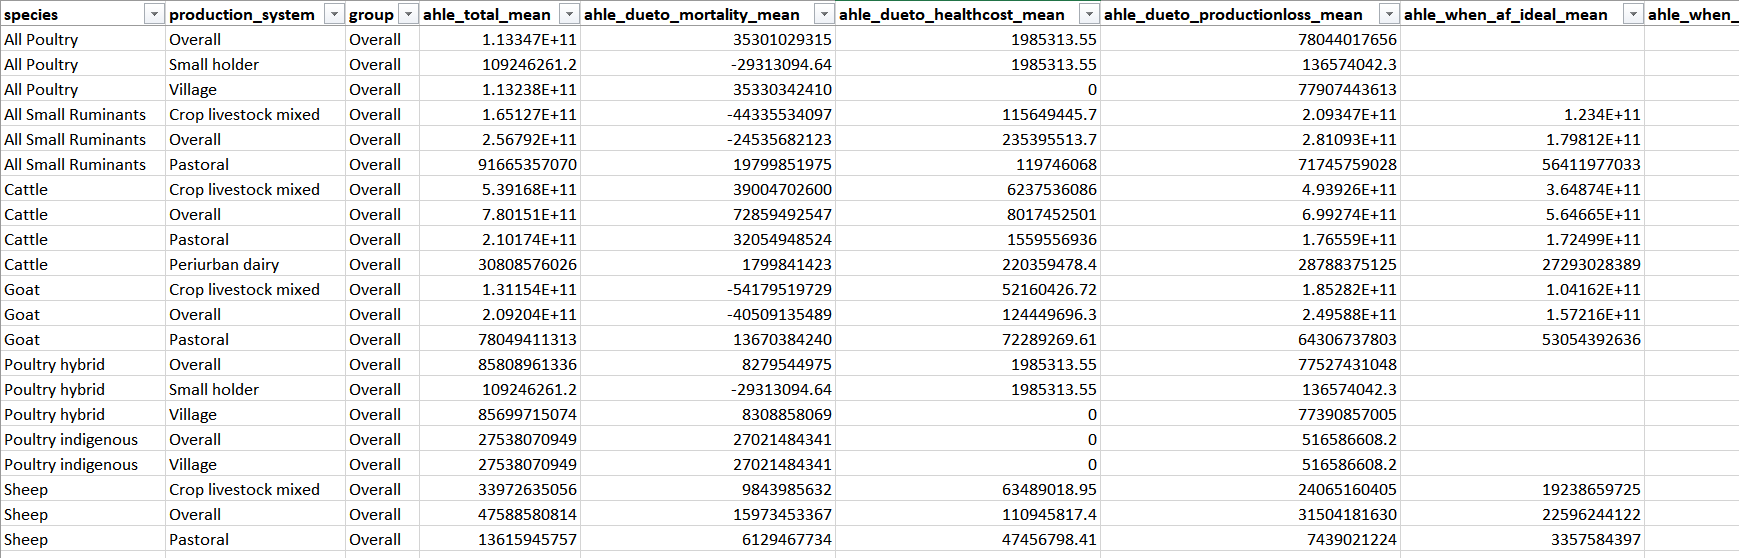 species production_system group ahle_total_mean ahle_dueto_mortality_mean ahle_dueto_healthcost_mean ahle_dueto_productionloss_mean ahle_when_af_ideal_mean ahle_when_
All Poultry Overall Overall 1.13347E+11 35301029315 1985313.55 78044017656
All Poultry Small holder Overall 109246261.2 -29313094.64 1985313.55 136574042.3
All Poultry Village Overall 1.13238E+11 35330342410 0 77907443613
All Small Ruminants Crop livestock mixed Overall 1.65127E+11 -44335534097 115649445.7 2.09347E+11 1.234E+11
All Small Ruminants Overall Overall 2.56792E+11 -24535682123 235395513.7 2.81093E+11 1.79812E+11
All Small Ruminants Pastoral Overall 91665357070 19799851975 119746068 71745759028 56411977033
Cattle Crop livestock mixed Overall 5.39168E+11 39004702600 6237536086 4.93926E+11 3.64874E+11
Cattle Overall Overall 7.80151E+11 72859492547 8017452501 6.99274E+11 5.64665E+11
Cattle Pastoral Overall 2.10174E+11 32054948524 1559556936 1.76559E+11 1.72499E+11
Cattle Periurban dairy Overall 30808576026 1799841423 220359478.4 28788375125 27293028389
Goat Crop livestock mixed Overall 1.31154E+11 -54179519729 52160426.72 1.85282E+11 1.04162E+11
Goat Overall Overall 2.09204E+11 -40509135489 124449696.3 2.49588E+11 1.57216E+11
Goat Pastoral Overall 78049411313 13670384240 72289269.61 64306737803 53054392636
Poultry hybrid Overall Overall 85808961336 8279544975 1985313.55 77527431048
Poultry hybrid Small holder Overall 109246261.2 -29313094.64 1985313.55 136574042.3
Poultry hybrid Village Overall 85699715074 8308858069 0 77390857005
Poultry indigenous Overall Overall 27538070949 27021484341 0 516586608.2
Poultry indigenous Village Overall 27538070949 27021484341 0 516586608.2
Sheep Crop livestock mixed Overall 33972635056 9843985632 63489018.95 24065160405 19238659725
Sheep Overall Overall 47588580814 15973453367 110945817.4 31504181630 22596244122
Sheep Pastoral Overall 13615945757 6129467734 47456798.41 7439021224 3357584397